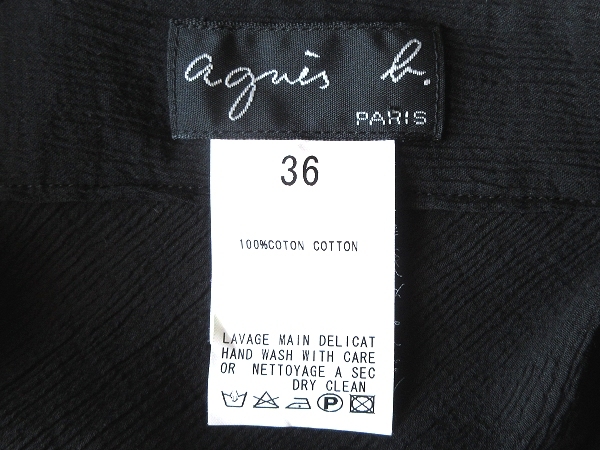 agnès b.
PARIS
36
100%COTON COTTON
LAVAGE MAIN DELICAT
HAND WASH WITH CARE
OR NETTOYAGE A SEC
DRY CLEAN
P